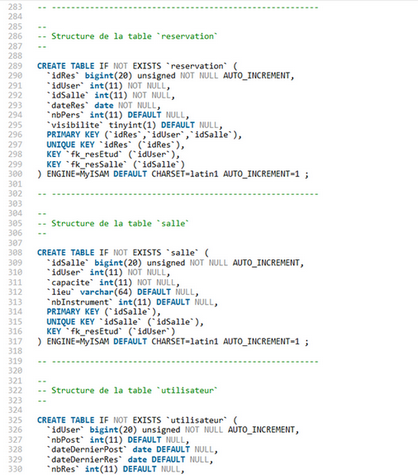 283 -- --------------------------------------------------------
284
285 --
286 -- Structure de la table `reservation`
287 --
288
289 CREATE TABLE IF NOT EXISTS `reservation` (
290 `idRes` bigint(20) unsigned NOT NULL AUTO_INCREMENT,
291 `idUser` int(11) NOT NULL,
292 `idSalle` int(11) NOT NULL,
293 `dateRes` date NOT NULL,
294 `nbPers` int(11) DEFAULT NULL,
295 `visibilite` tinyint(1) DEFAULT NULL,
296 PRIMARY KEY (`idRes`,`idUser`,`idSalle`),
297 UNIQUE KEY `idRes` (`idRes`),
298 KEY `fk_resEtud` (`idUser`),
299 KEY `fk_resSalle` (`idSalle`)
300 ) ENGINE=MyISAM DEFAULT CHARSET=latin1 AUTO_INCREMENT=1 ;
301
302 -- --------------------------------------------------------
303
304 --
305 -- Structure de la table `salle`
306 --
307
308 CREATE TABLE IF NOT EXISTS `salle` (
309 `idSalle` bigint(20) unsigned NOT NULL AUTO_INCREMENT,
310 `idUser` int(11) NOT NULL,
311 `capacite` int(11) NOT NULL,
312 `lieu` varchar(64) DEFAULT NULL,
313 `nbInstrument` int(11) DEFAULT NULL,
314 PRIMARY KEY (`idSalle`),
315 UNIQUE KEY `idSalle` (`idSalle`),
316 KEY `fk_resEtud` (`idUser`)
317 ) ENGINE=MyISAM DEFAULT CHARSET=latin1 AUTO_INCREMENT=1 ;
318
319 -- --------------------------------------------------------
320
321 --
322 -- Structure de la table `utilisateur`
323 --
324
325 CREATE TABLE IF NOT EXISTS `utilisateur` (
326 `idUser` bigint(20) unsigned NOT NULL AUTO_INCREMENT,
327 `nbPost` int(11) DEFAULT NULL,
328 `dateDernierPost` date DEFAULT NULL,
329 `dateDernierRes` date DEFAULT NULL,
330 `nbRes` int(11) DEFAULT NULL,